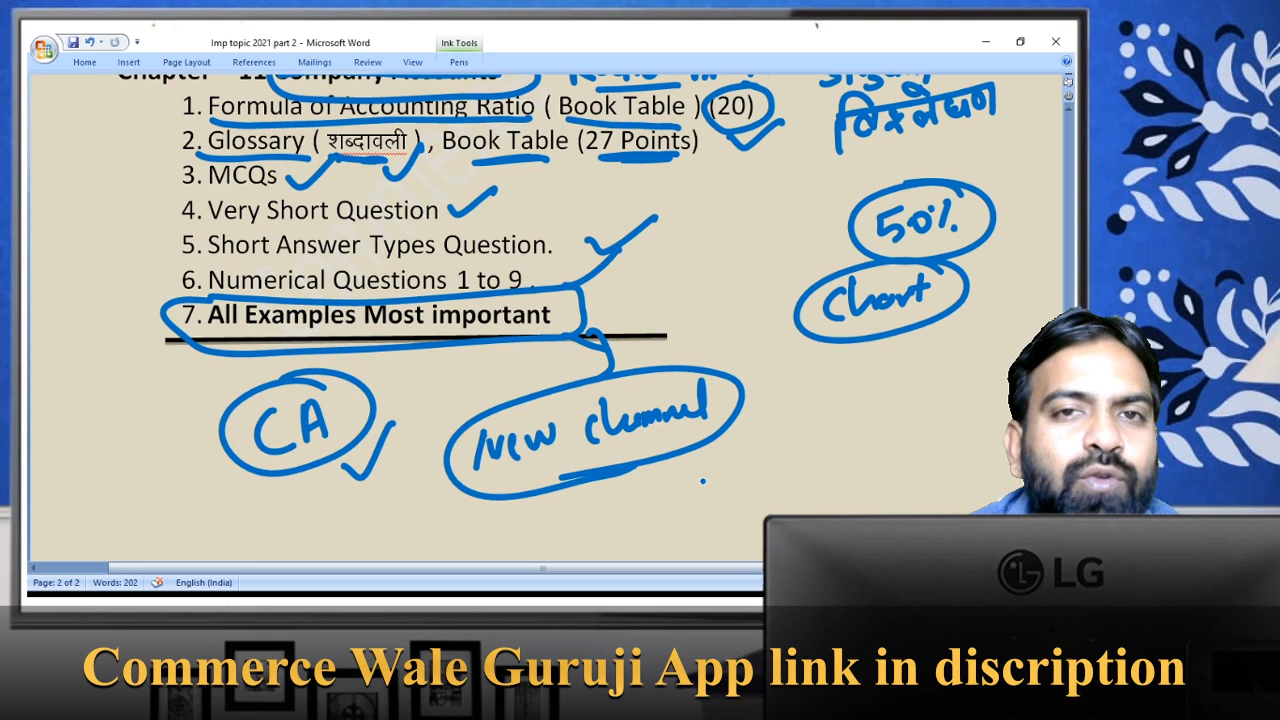 Imp topic 2021 part 2 - Microsoft Word
Ink Tools
Home Insert Page Layout References Mailings Review View Pens
1. Formula of Accounting Ratio ( Book Table ) (20)
2. Glossary ( शब्दावली ) , Book Table (27 Points)
विश्लेषण
3. MCQs
4. Very Short Question
50%
5. Short Answer Types Question.
6. Numerical Questions 1 to 9 .
Chart
7. All Examples Most important
CA
New channel
Page: 2 of 2 Words: 202 English (India)
LG
Commerce Wale Guruji App link in discription